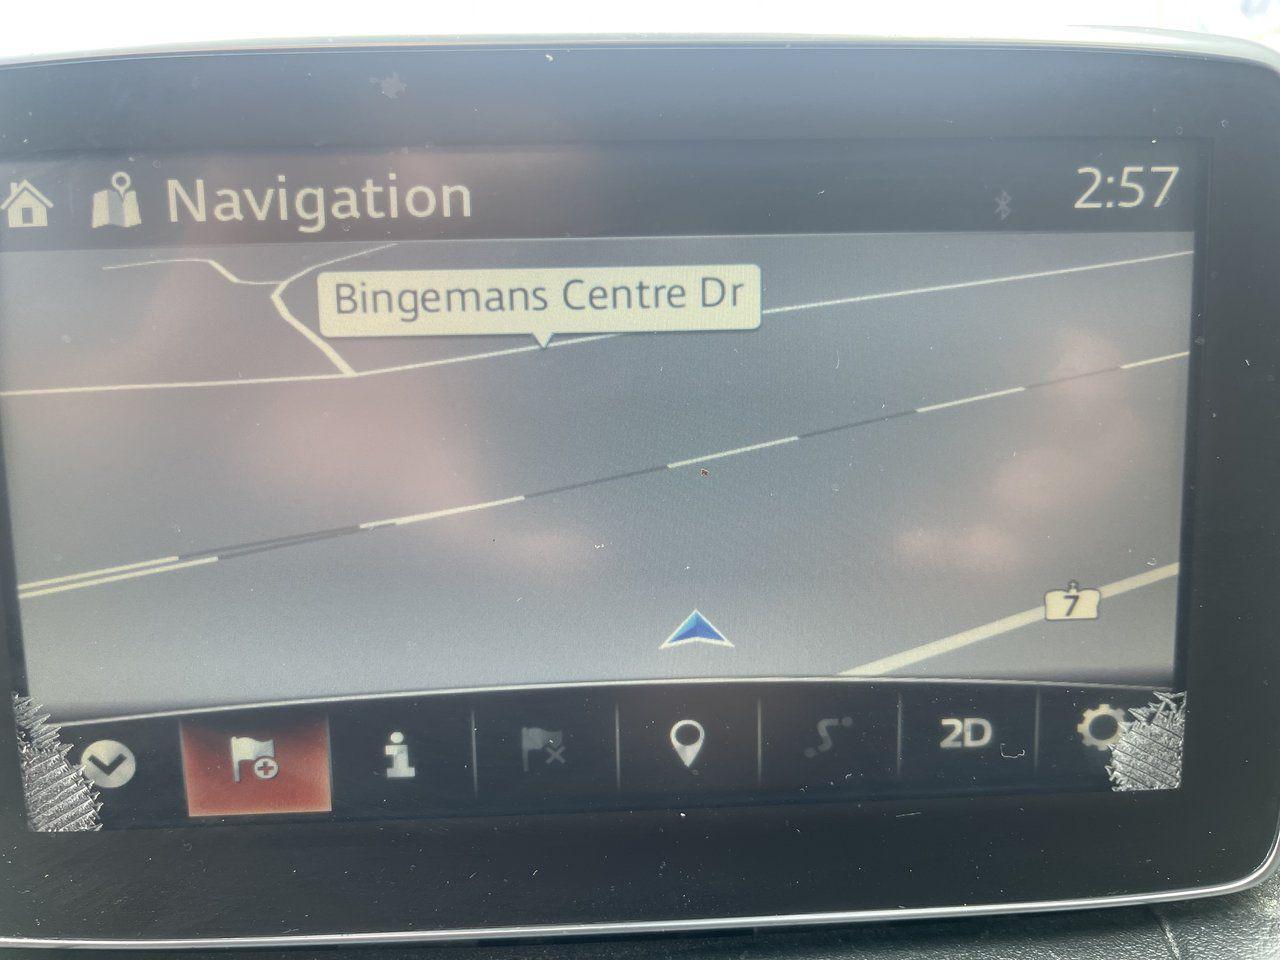 Navigation
2:57
Bingemans Centre Dr
7
2D